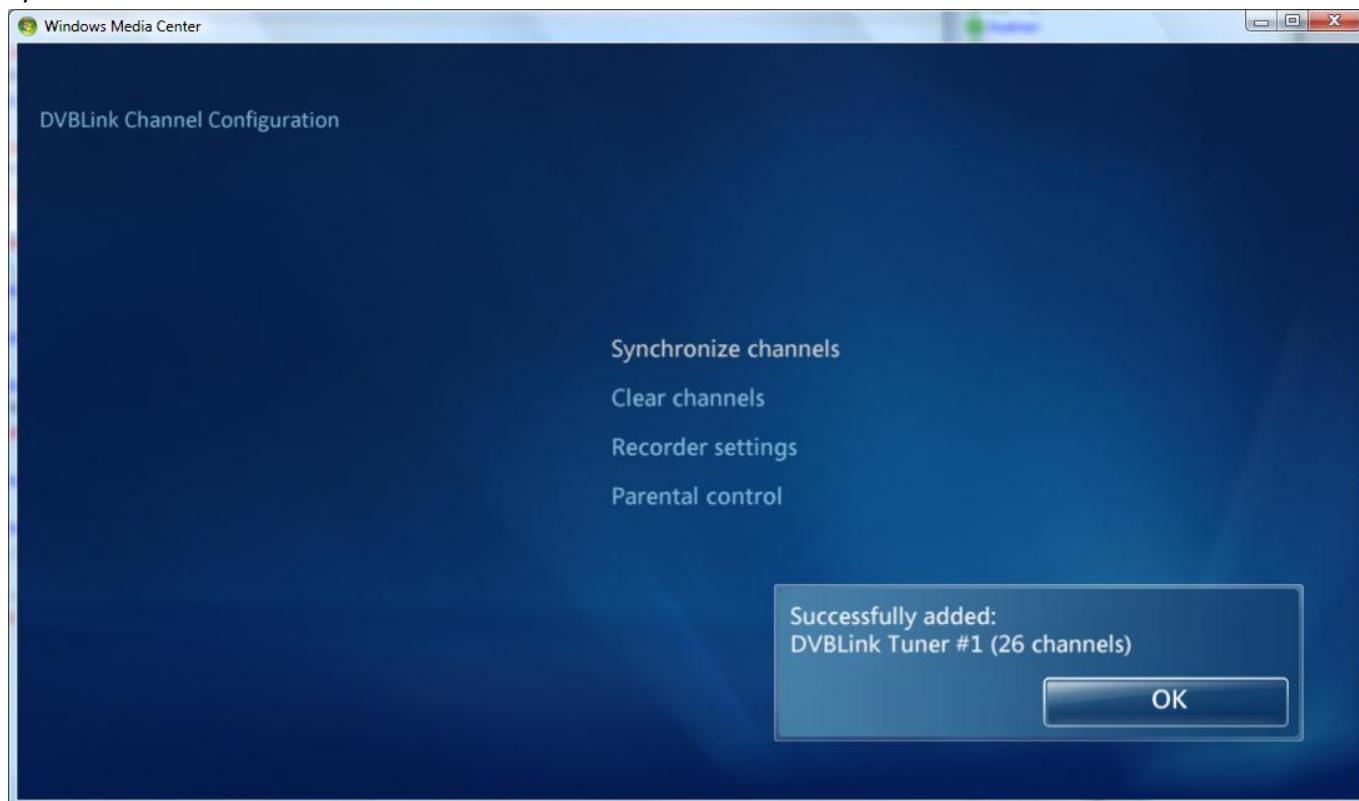 Windows Media Center
DVBLink Channel Configuration
Synchronize channels
Clear channels
Recorder settings
Parental control
Successfully added:
DVBLink Tuner #1 (26 channels)
OK